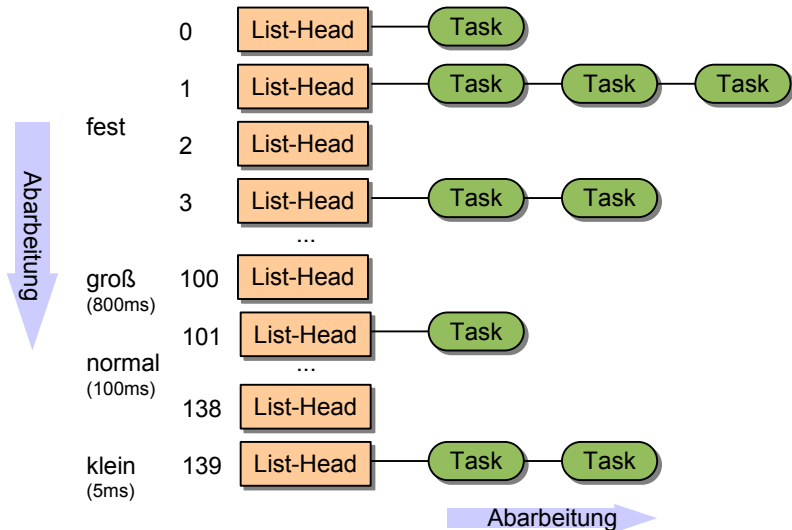 0 List-Head Task
1 List-Head Task Task Task
fest
2 List-Head
3 List-Head Task Task
...
Abarbeitung
groß 100 List-Head
(800ms)
101 List-Head Task
normal
(100ms)
...
138 List-Head
klein 139 List-Head Task Task
(5ms)
Abarbeitung